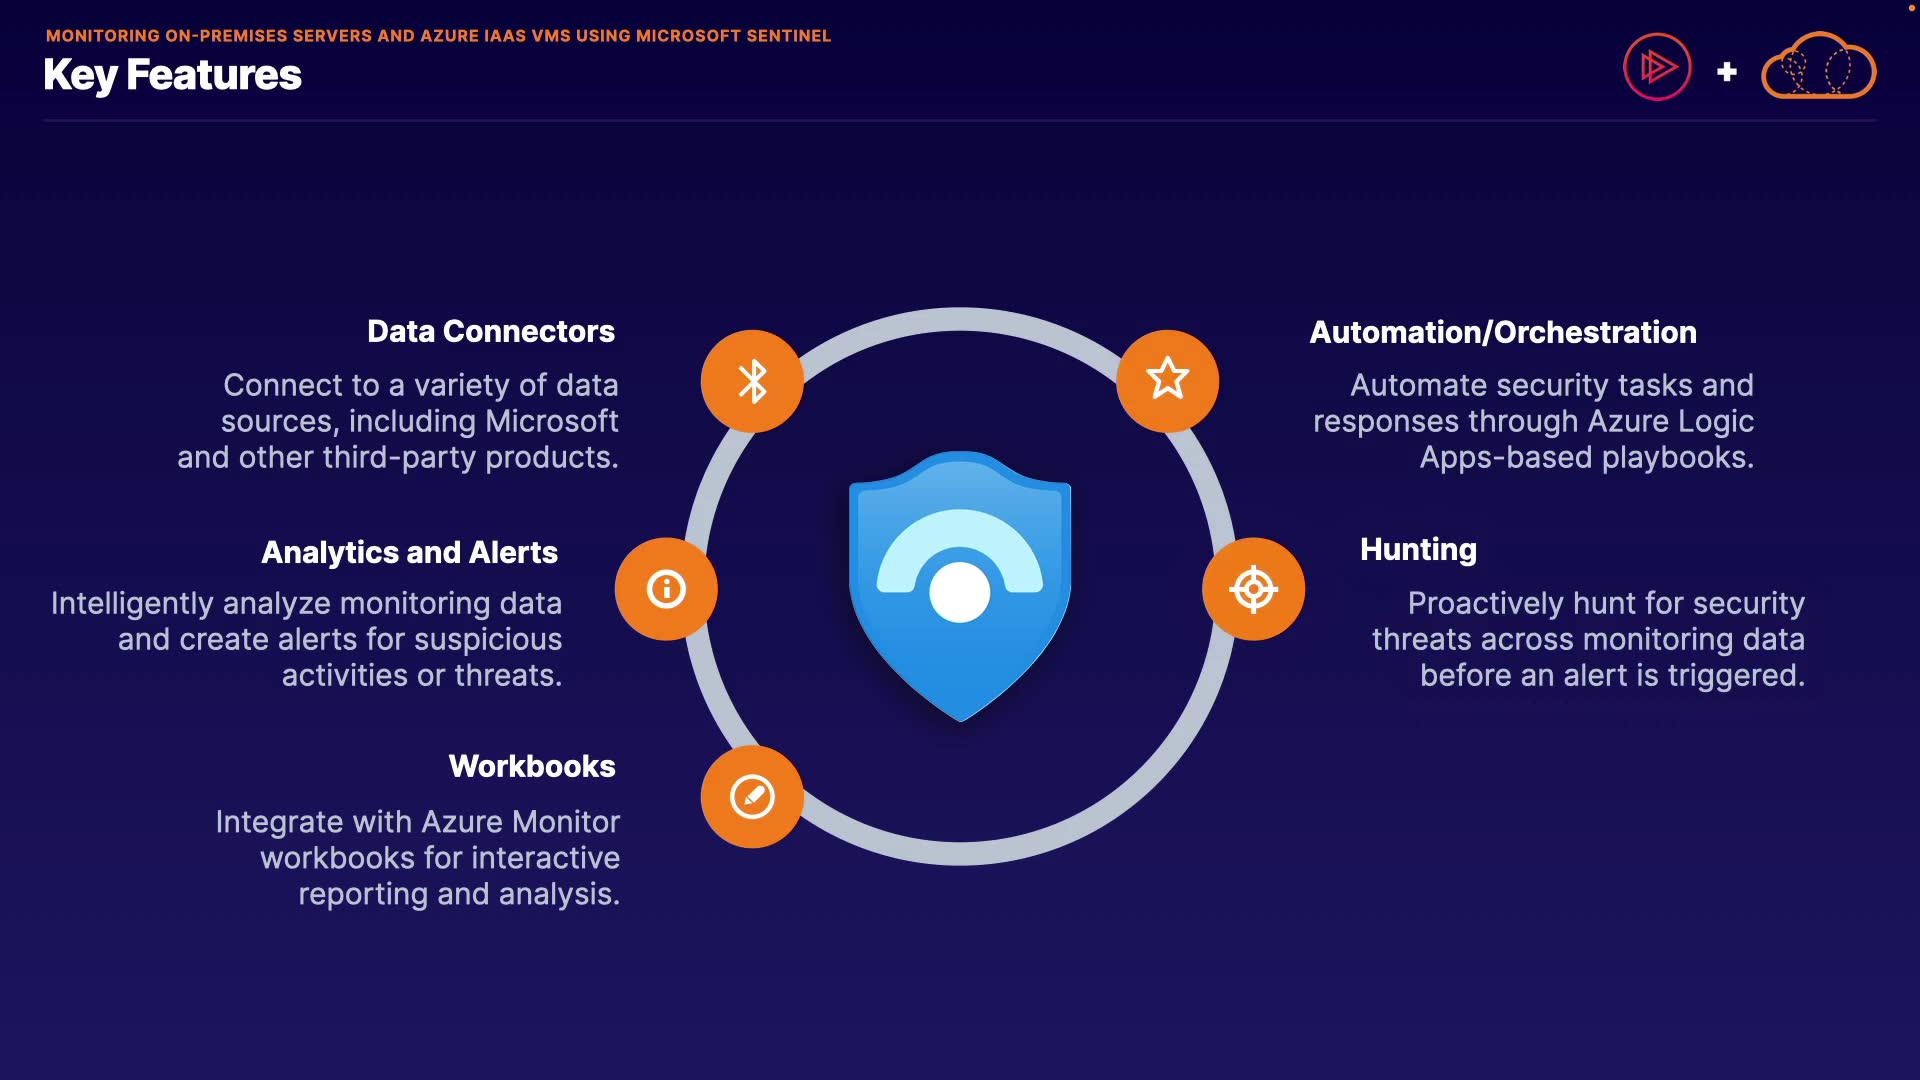 MONITORING ON-PREMISES SERVERS AND AZURE IAAS VMS USING MICROSOFT SENTINEL
Key Features
Data Connectors
Connect to a variety of data
sources, including Microsoft
and other third-party products.
Analytics and Alerts
Intelligently analyze monitoring data
and create alerts for suspicious
activities or threats.
Workbooks
Integrate with Azure Monitor
workbooks for interactive
reporting and analysis.
Automation/Orchestration
Automate security tasks and
responses through Azure Logic
Apps-based playbooks.
Hunting
Proactively hunt for security
threats across monitoring data
before an alert is triggered.